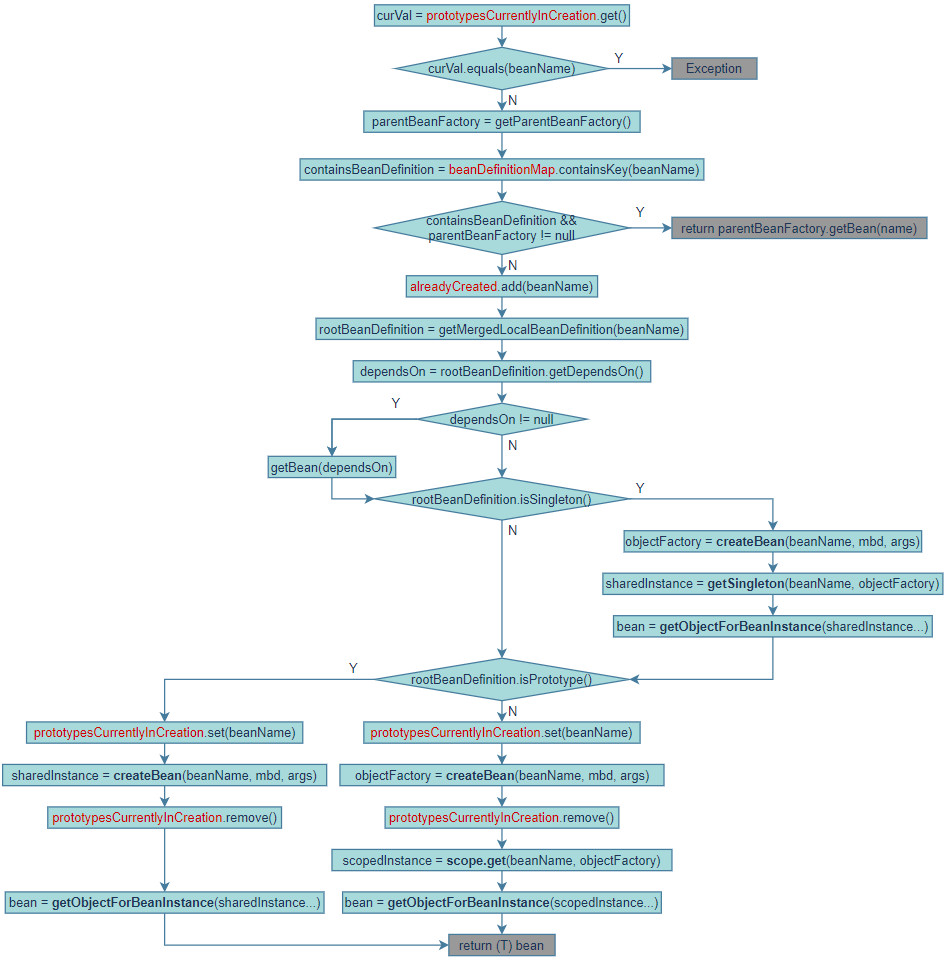 curVal = prototypesCurrentlyInCreation.get()
curVal.equals(beanName)
Y
Exception
N
parentBeanFactory = getParentBeanFactory()
containsBeanDefinition = beanDefinitionMap.containsKey(beanName)
containsBeanDefinition &&
parentBeanFactory != null
Y
return parentBeanFactory.getBean(name)
N
alreadyCreated.add(beanName)
rootBeanDefinition = getMergedLocalBeanDefinition(beanName)
dependsOn = rootBeanDefinition.getDependsOn()
Y
dependsOn != null
N
getBean(dependsOn)
rootBeanDefinition.isSingleton()
Y
N
objectFactory = createBean(beanName, mbd, args)
sharedInstance = getSingleton(beanName, objectFactory)
bean = getObjectForBeanInstance(sharedInstance...)
Y
rootBeanDefinition.isPrototype()
N
prototypesCurrentlyInCreation.set(beanName)
prototypesCurrentlyInCreation.set(beanName)
sharedInstance = createBean(beanName, mbd, args)
objectFactory = createBean(beanName, mbd, args)
prototypesCurrentlyInCreation.remove()
prototypesCurrentlyInCreation.remove()
scopedInstance = scope.get(beanName, objectFactory)
bean = getObjectForBeanInstance(sharedInstance...)
bean = getObjectForBeanInstance(scopedInstance...)
return (T) bean